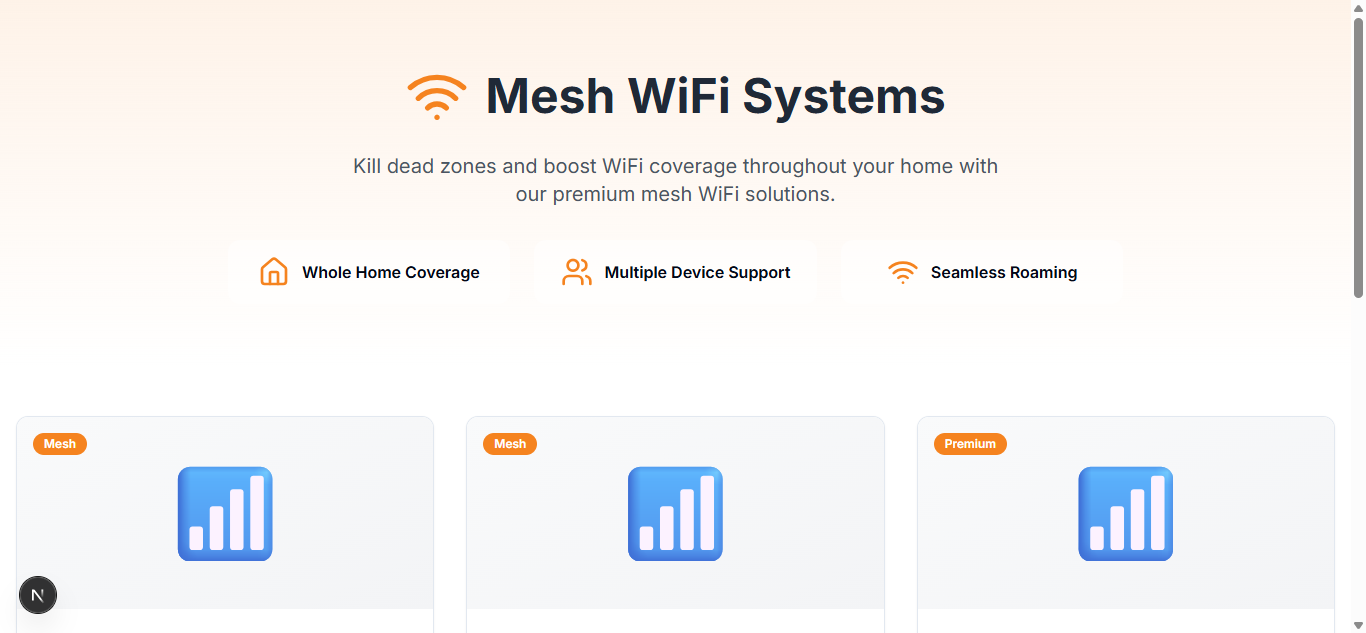 Mesh WiFi Systems
Kill dead zones and boost WiFi coverage throughout your home with
our premium mesh WiFi solutions.
Whole Home Coverage
Multiple Device Support
Seamless Roaming
Mesh
Mesh
Premium
N